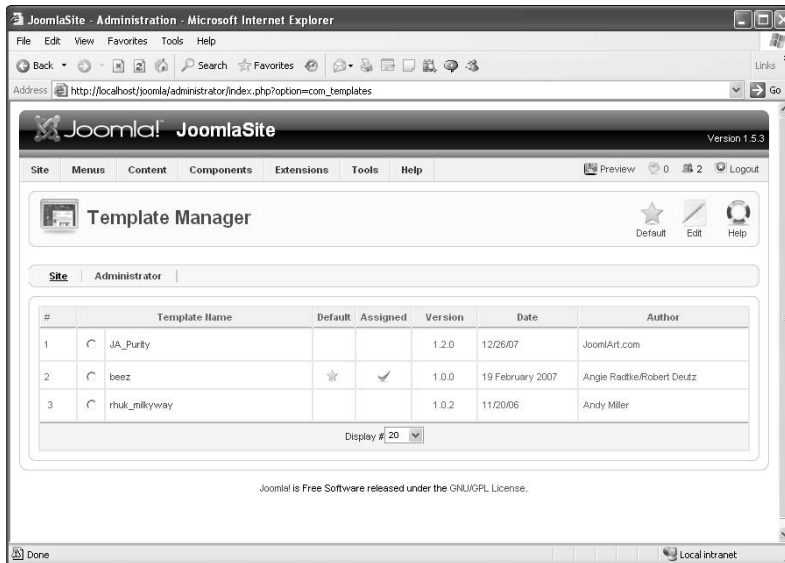 JoomlaSite - Administration - Microsoft Internet Explorer
File Edit View Favorites Tools Help
Back Search Favorites Links
Address http://localhost/joomla/administrator/index.php?option=com_templates Go
Joomla! JoomlaSite
Version 1.5.3
Site Menus Content Components Extensions Tools Help Preview 0 2 Logout
Template Manager Default Edit Help
Site Administrator
# Template Name Default Assigned Version Date Author
1 JA_Purity 1.2.0 12/26/07 JoomlArt.com
2 beez 1.0.0 19 February 2007 Angie Radtke/Robert Deutz
3 rhuk_milkyway 1.0.2 11/20/06 Andy Miller
Display # 20
Joomla! is Free Software released under the GNU/GPL License.
Done Local intranet